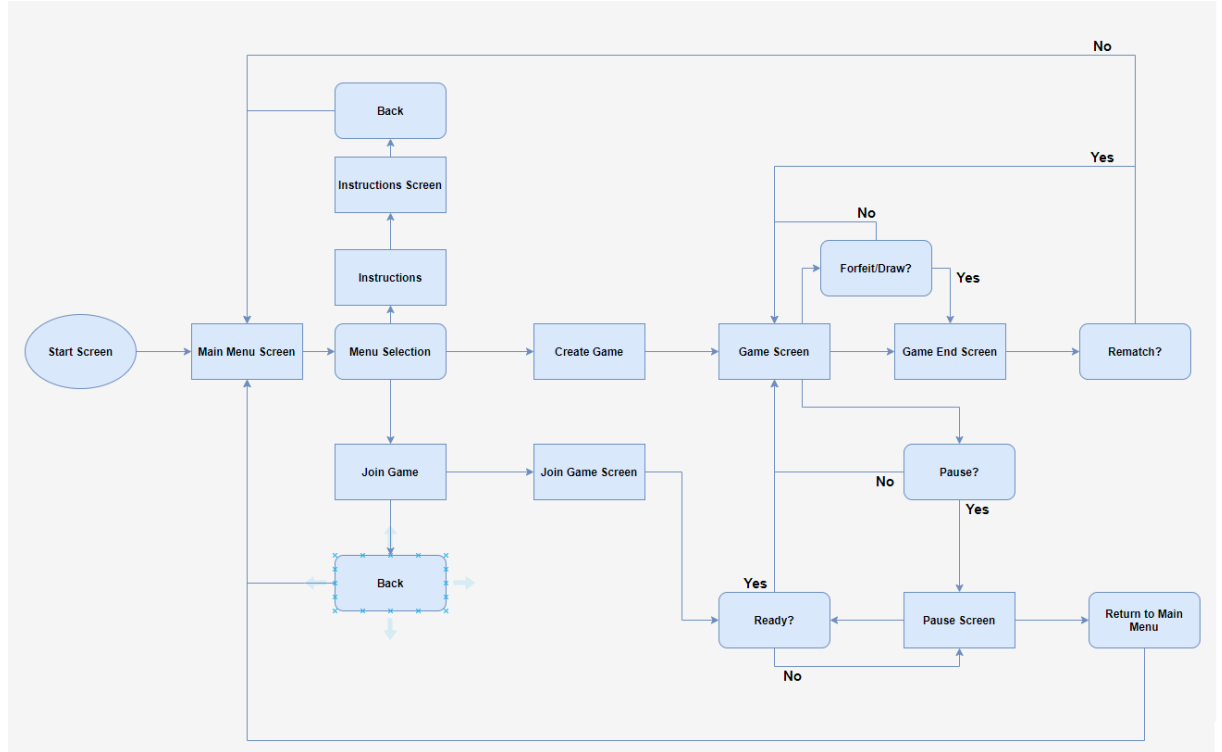 No
Back
Yes
Instructions Screen
No
Forfeit/Draw?
Instructions
Yes
Start Screen
Main Menu Screen
Menu Selection
Create Game
Game Screen
Game End Screen
Rematch?
Join Game
Join Game Screen
Pause?
No
Yes
Back
Yes
Ready?
Pause Screen
Return to Main
Menu
No